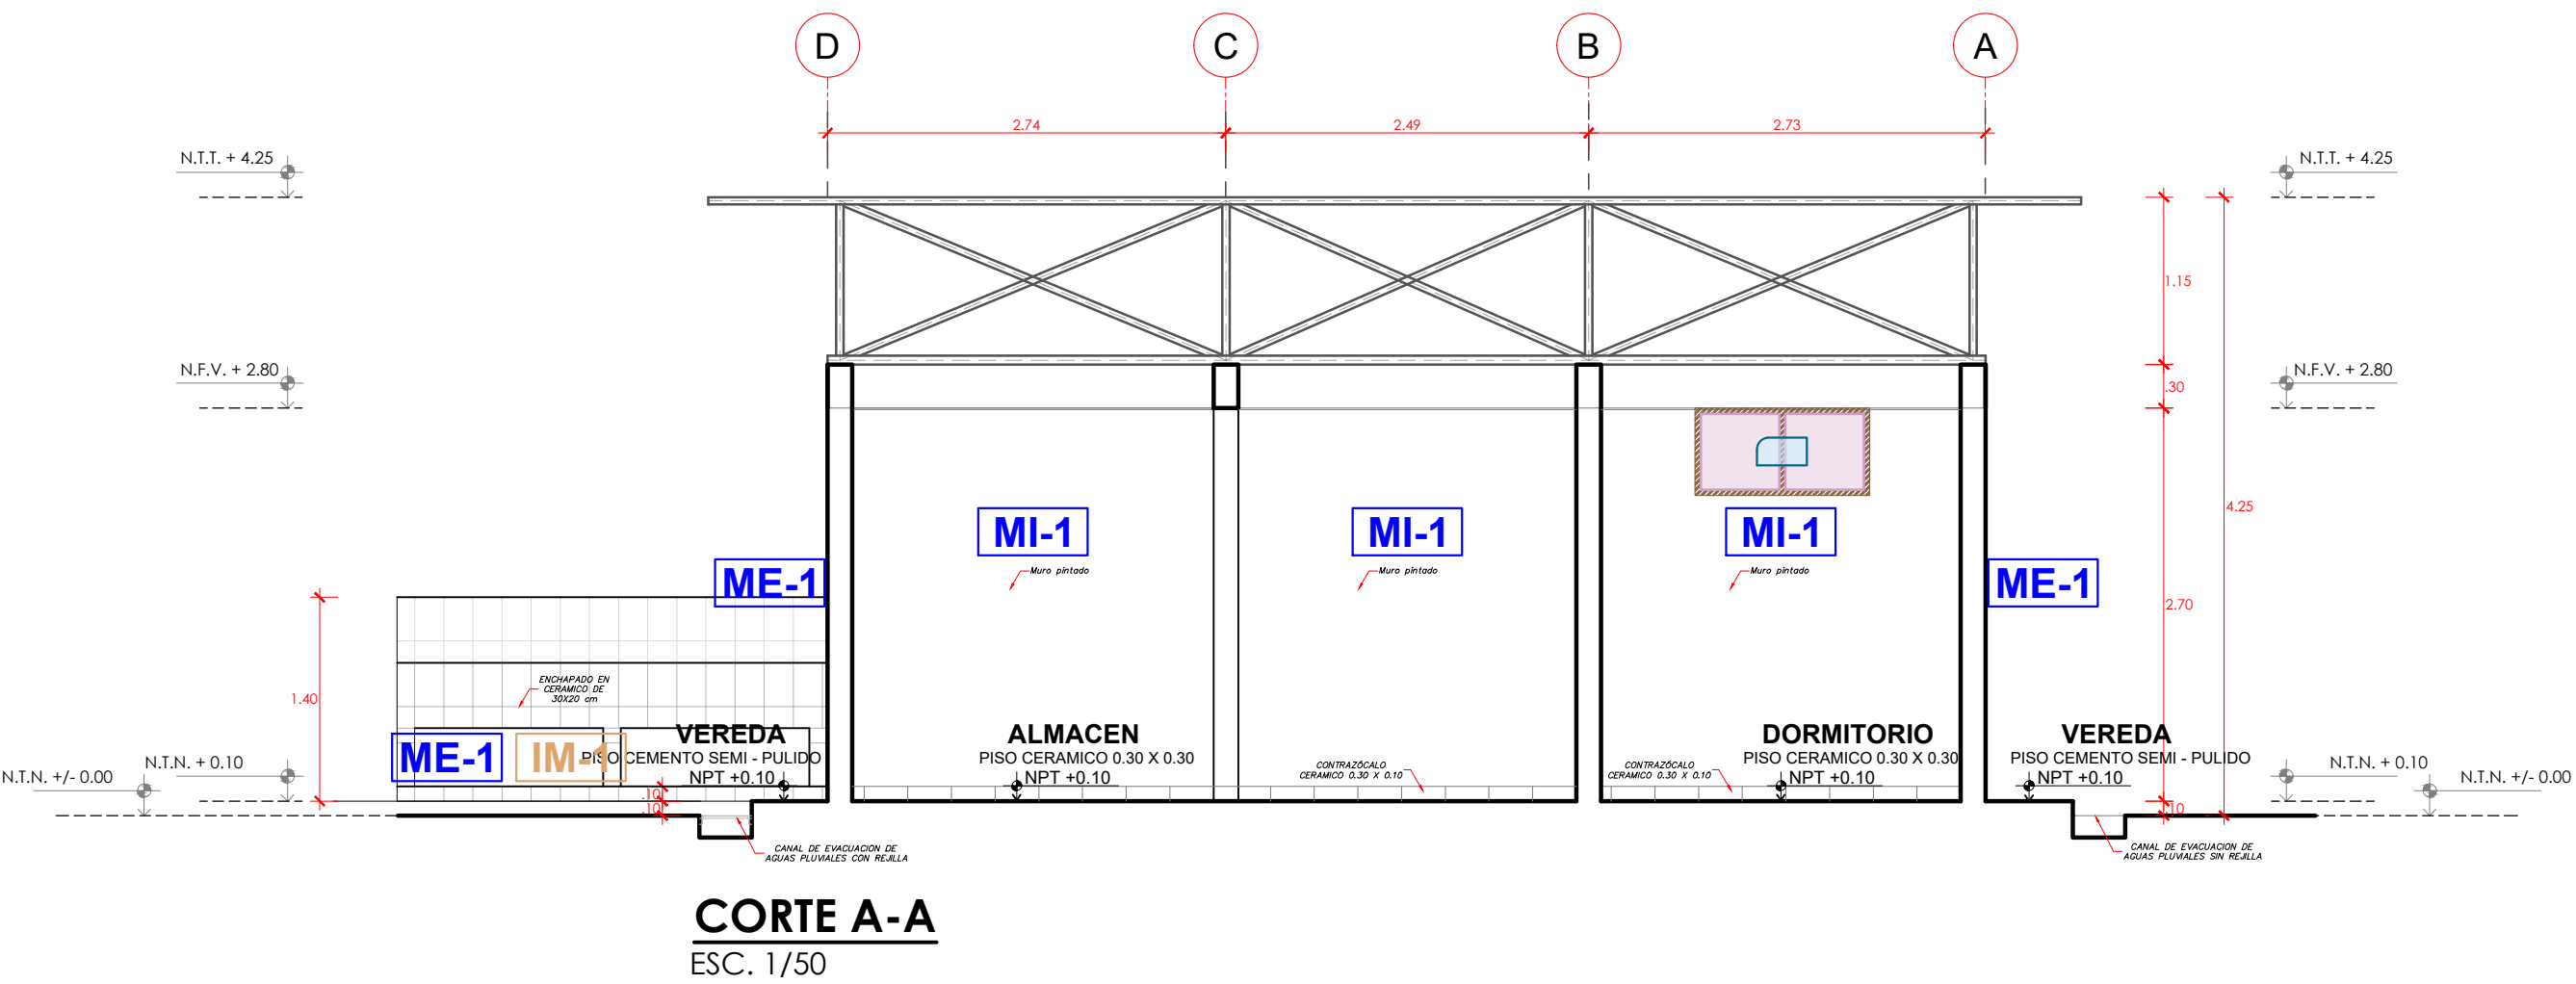 D
C
B
A
2.74
2.49
2.73
N.T.T. + 4.25
N.T.T. + 4.25
1.15
N.F.V. + 2.80
N.F.V. + 2.80
.30
4.25
MI-1
MI-1
MI-1
Muro pintado
Muro pintado
Muro pintado
ME-1
ME-1
2.70
1.40
ENCHAPADO EN
CERAMICO DE
30X20 cm
ME-1
IM-1
VEREDA
PISO CEMENTO SEMI - PULIDO
NPT +0.10
ALMACEN
PISO CERAMICO 0.30 X 0.30
NPT +0.10
CONTRAZÓCALO
CERAMICO 0.30 X 0.10
CONTRAZÓCALO
CERAMICO 0.30 X 0.10
DORMITORIO
PISO CERAMICO 0.30 X 0.30
NPT +0.10
VEREDA
PISO CEMENTO SEMI - PULIDO
NPT +0.10
N.T.N. +/- 0.00
N.T.N. + 0.10
N.T.N. + 0.10
N.T.N. +/- 0.00
.10
.10
.10
CANAL DE EVACUACION DE
AGUAS PLUVIALES CON REJILLA
CANAL DE EVACUACION DE
AGUAS PLUVIALES SIN REJILLA
CORTE A-A
ESC. 1/50